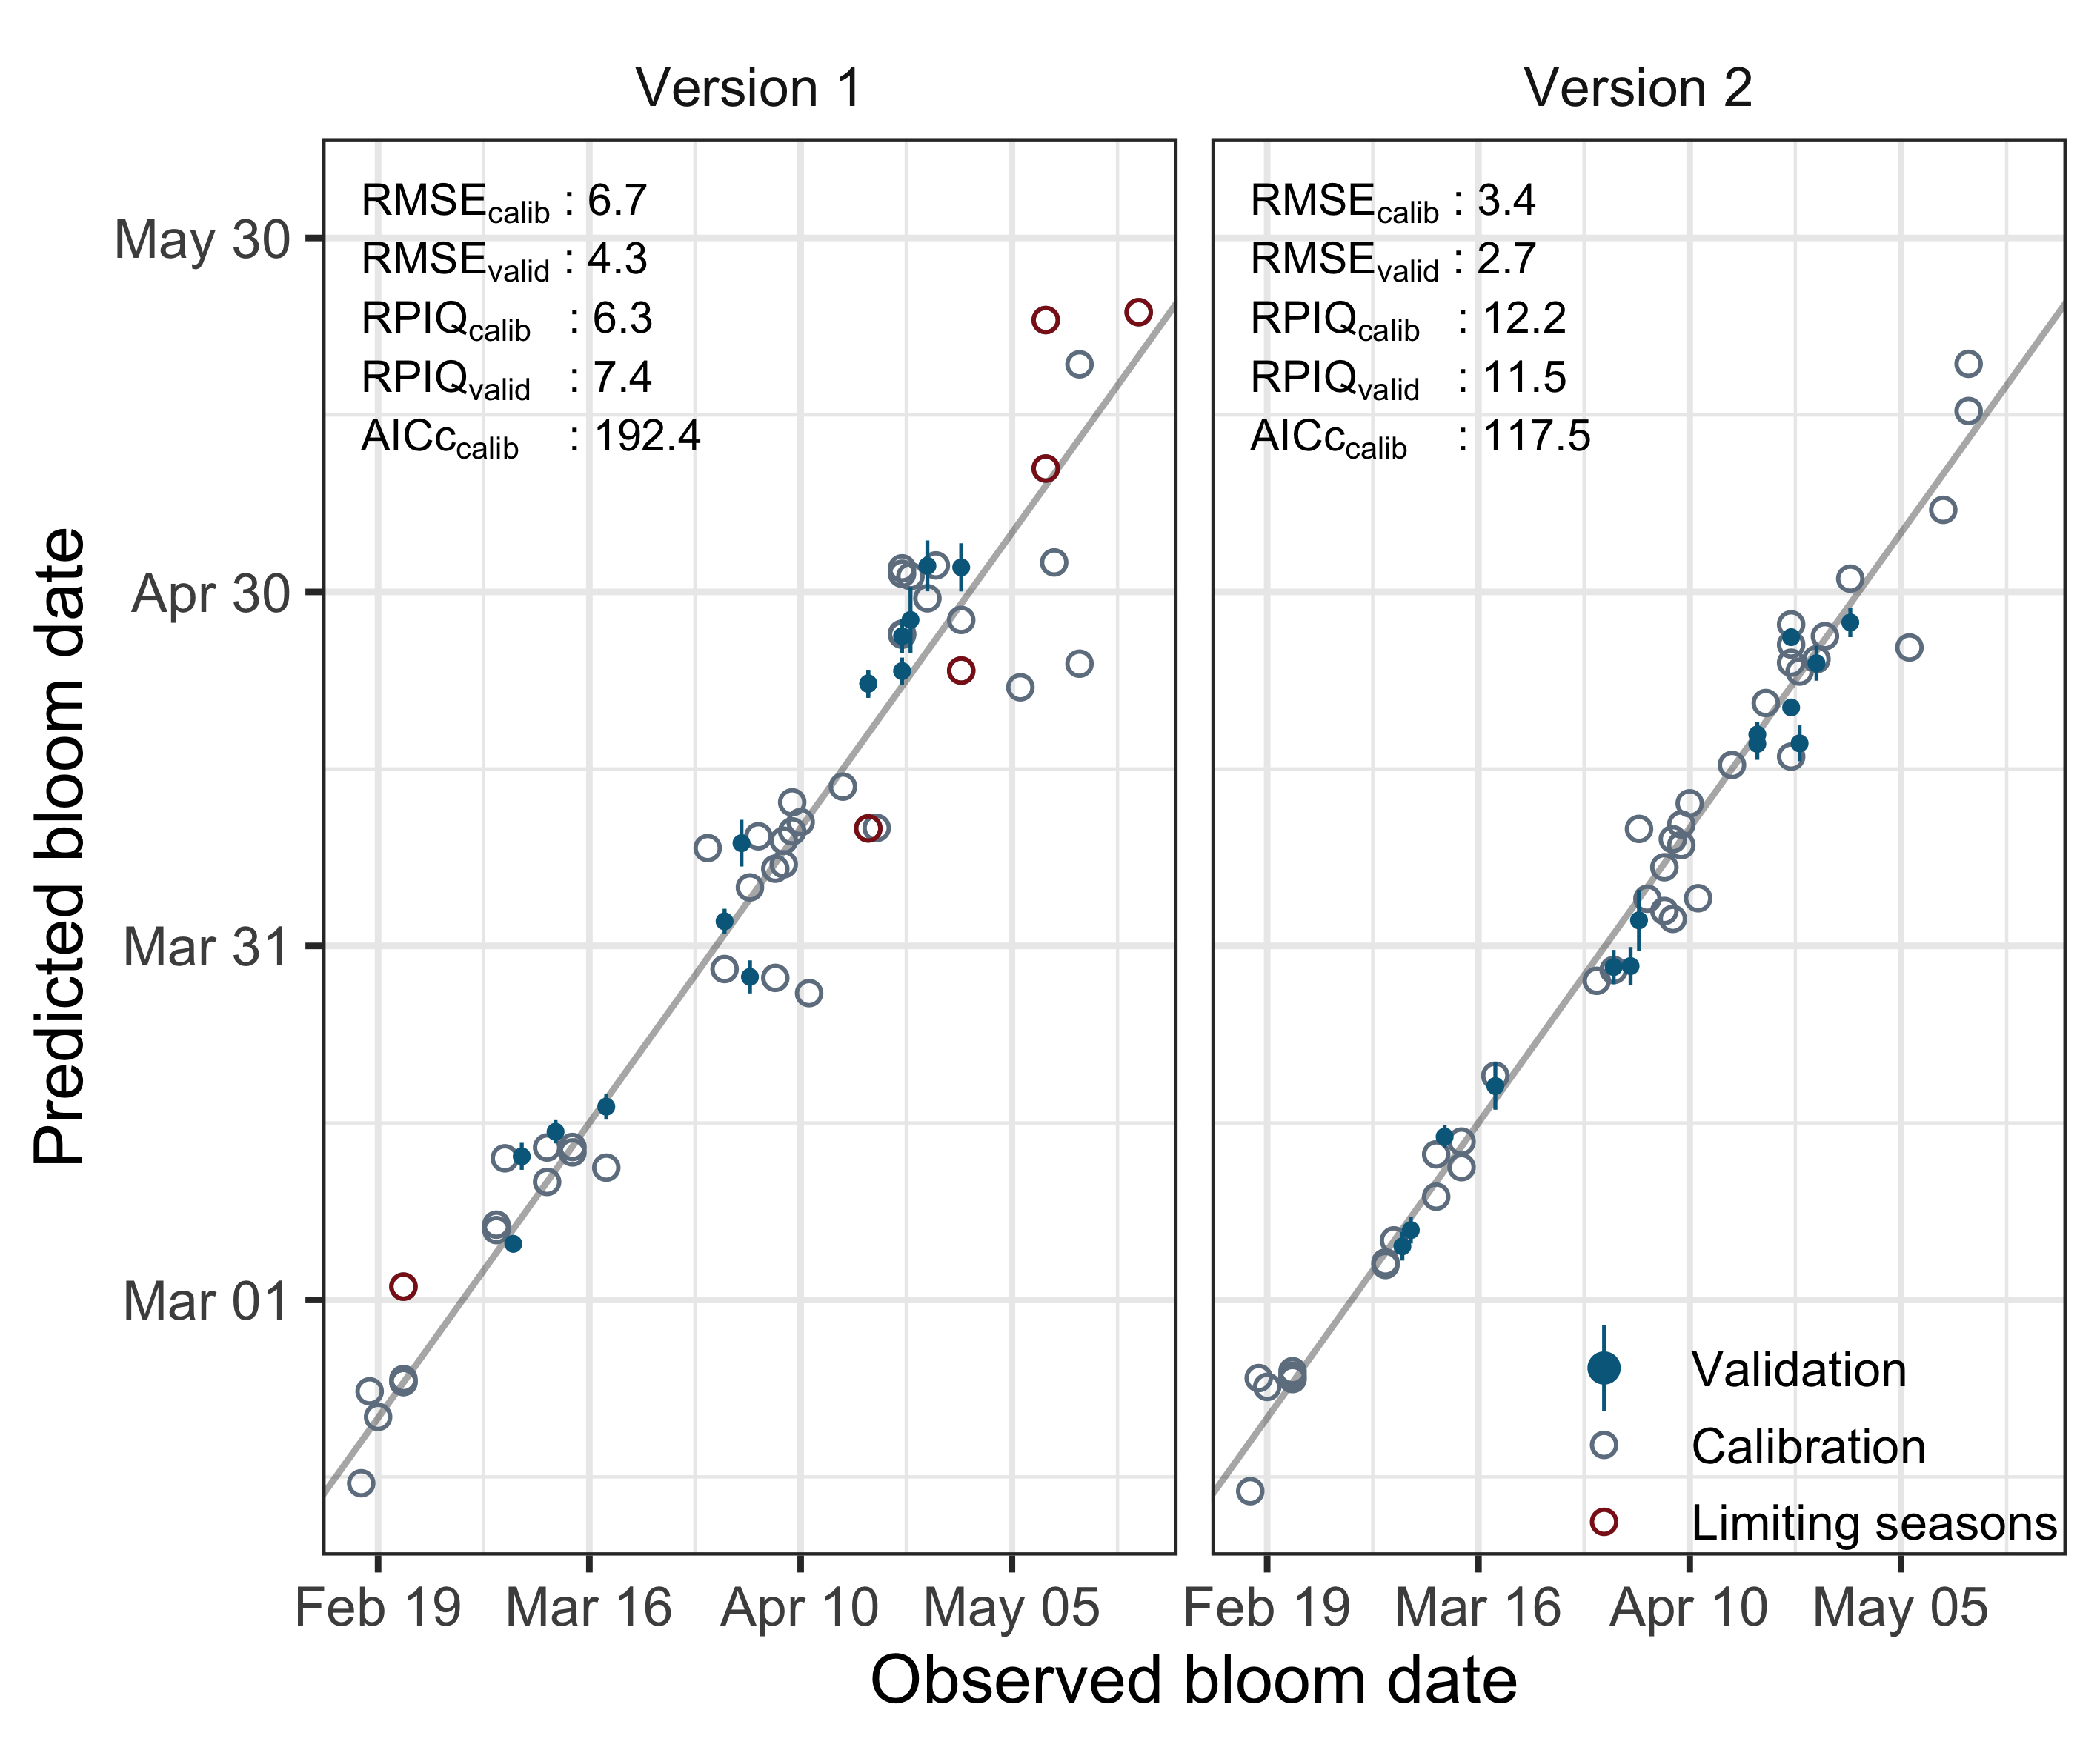 Version 1
Version 2
RMSEcalib : 6.7
RMSEvalid : 4.3
RPIQcalib : 6.3
RPIQvalid : 7.4
AICccalib : 192.4
RMSEcalib : 3.4
RMSEvalid : 2.7
RPIQcalib : 12.2
RPIQvalid : 11.5
AICccalib : 117.5
May 30
Apr 30
Mar 31
Mar 01
Predicted bloom date
Validation
Calibration
Limiting seasons
Feb 19 Mar 16 Apr 10 May 05
Feb 19 Mar 16 Apr 10 May 05
Observed bloom date